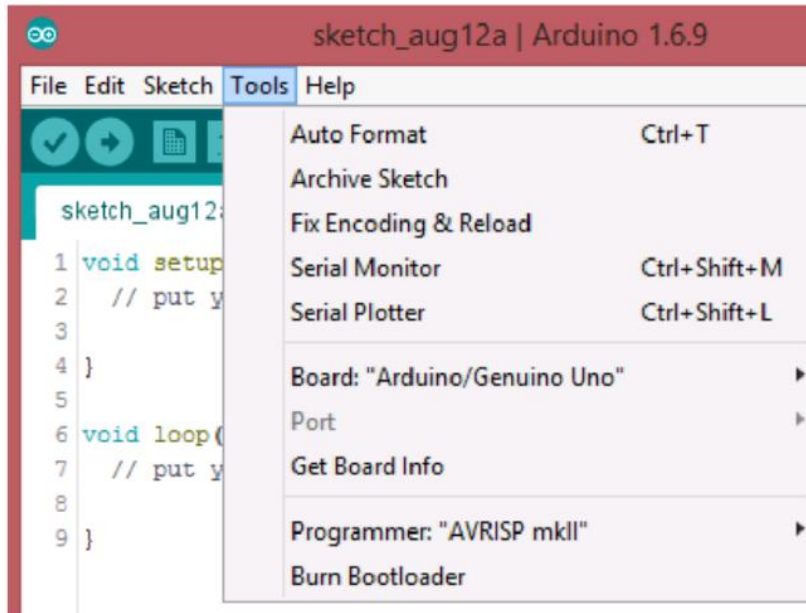 sketch_aug12a | Arduino 1.6.9
File Edit Sketch Tools Help
Auto Format Ctrl+T
Archive Sketch
sketch_aug12
Fix Encoding & Reload
1 void setup
Serial Monitor Ctrl+Shift+M
2 // put y
Serial Plotter Ctrl+Shift+L
3
4 }
Board: "Arduino/Genuino Uno"
5
Port
6 void loop(
Get Board Info
7 // put y
8
Programmer: "AVRISP mkII"
9 }
Burn Bootloader